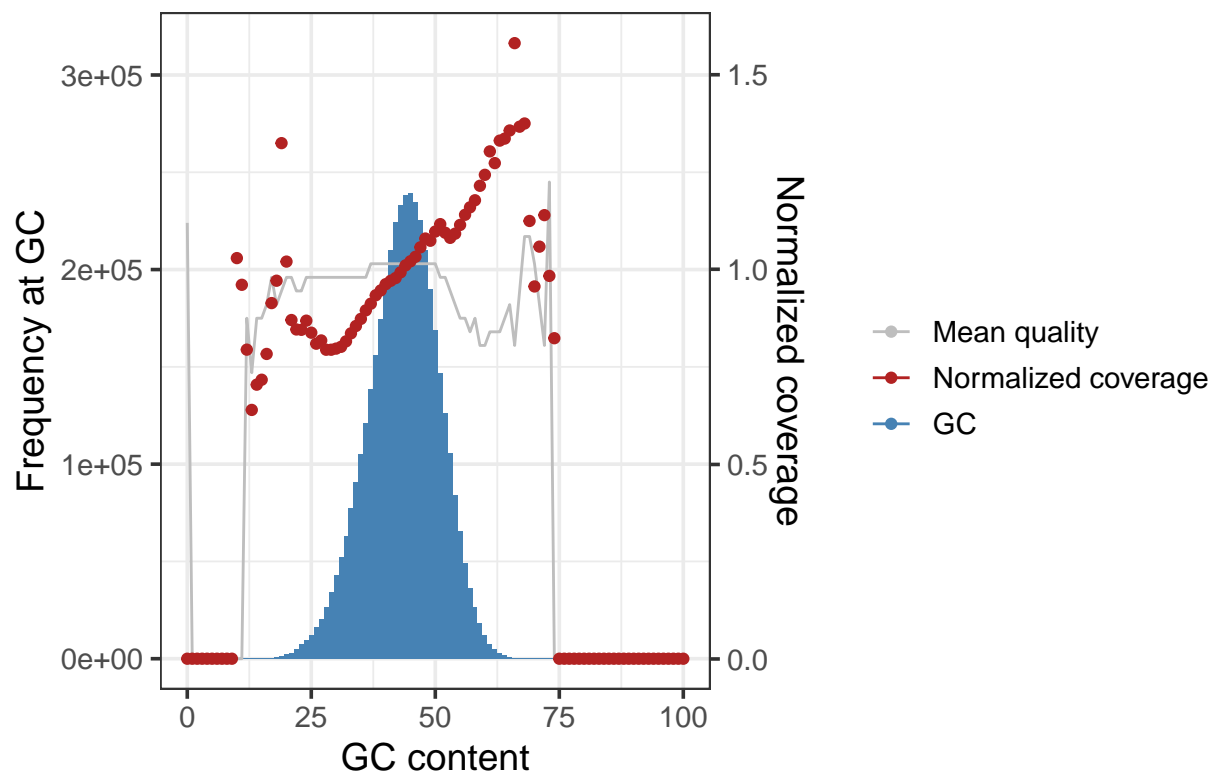 Frequency at GC
3e+05
2e+05
1e+05
0e+00
1.5
1.0
0.5
0.0
Normalized coverage
0
25
50
75
100
GC content
Mean quality
Normalized coverage
GC